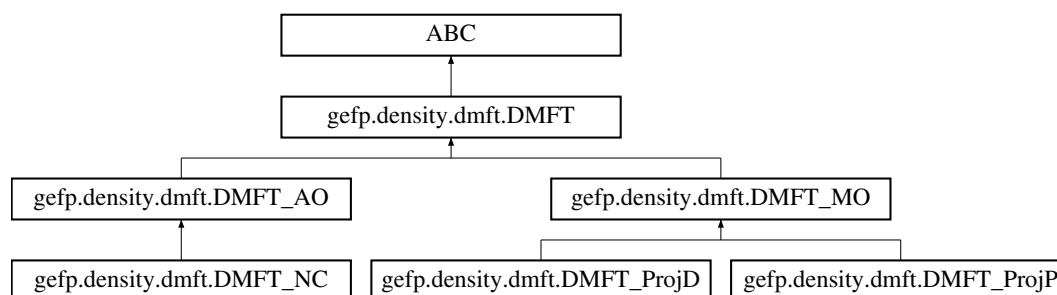 ABC
gefp.density.dmft.DMFT
gefp.density.dmft.DMFT_AO
gefp.density.dmft.DMFT_MO
gefp.density.dmft.DMFT_NC
gefp.density.dmft.DMFT_ProjD
gefp.density.dmft.DMFT_ProjP